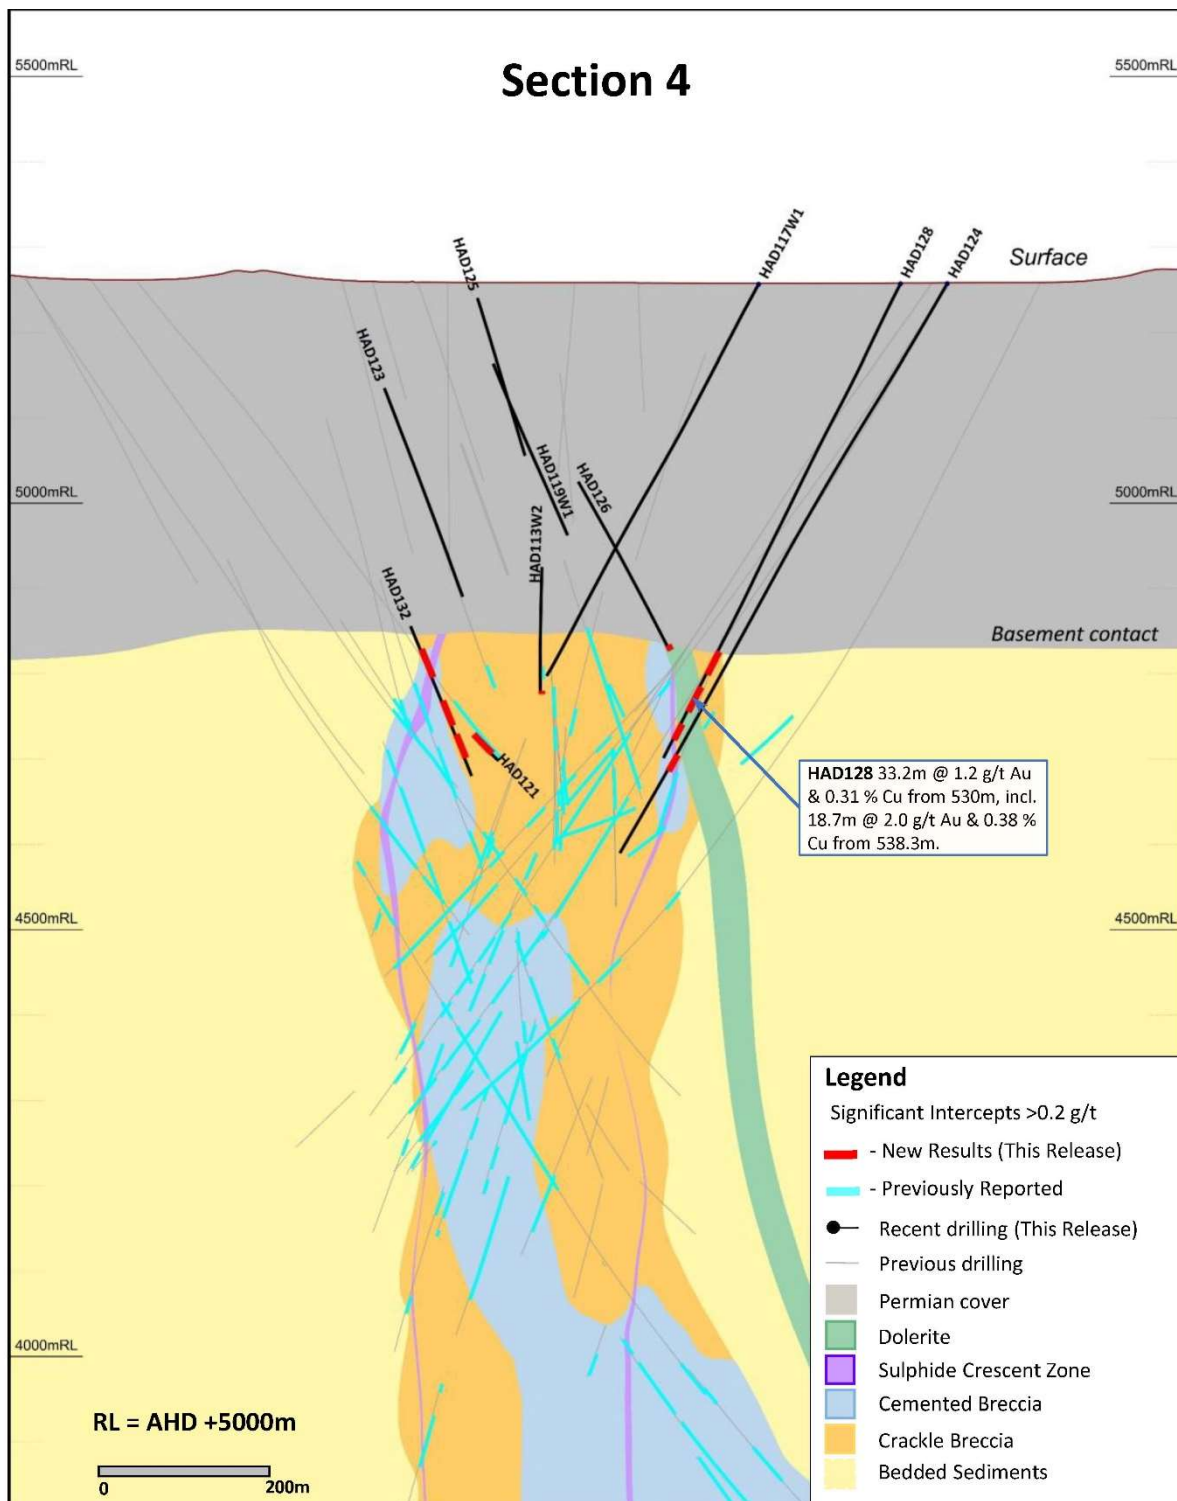 5500mRL
5500mRL
Section 4
HAD117W1
HAD128
HAD124
HAD125
Surface
HAD123
HAD119W1
HAD126
5000mRL
5000mRL
HAD113W2
HAD132
Basement contact
HAD121
HAD128 33.2m @ 1.2 g/t Au
& 0.31 % Cu from 530m, incl.
18.7m @ 2.0 g/t Au & 0.38 %
Cu from 538.3m.
4500mRL
4500mRL
Legend
Significant Intercepts >0.2 g/t
- New Results (This Release)
- Previously Reported
Recent drilling (This Release)
Previous drilling
Permian cover
Dolerite
Sulphide Crescent Zone
Cemented Breccia
Crackle Breccia
Bedded Sediments
4000mRL
RL = AHD +5000m
0 200m